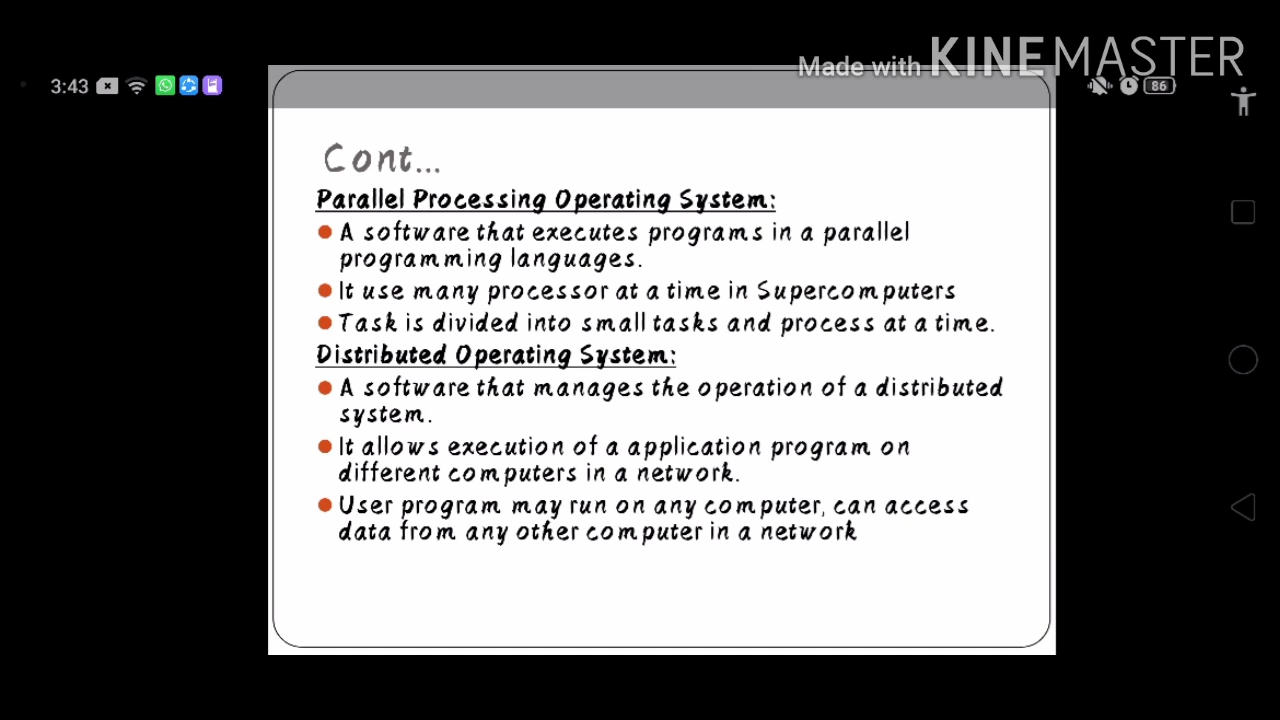 Made with KINEMASTER
3:43
86
Cont...
Parallel Processing Operating System:
A software that executes programs in a parallel
programming languages.
It use many processor at a time in Supercomputers
Task is divided into small tasks and process at a time.
Distributed Operating System:
A software that manages the operation of a distributed
system.
It allows execution of a application program on
different computers in a network.
User program may run on any computer, can access
data from any other computer in a network